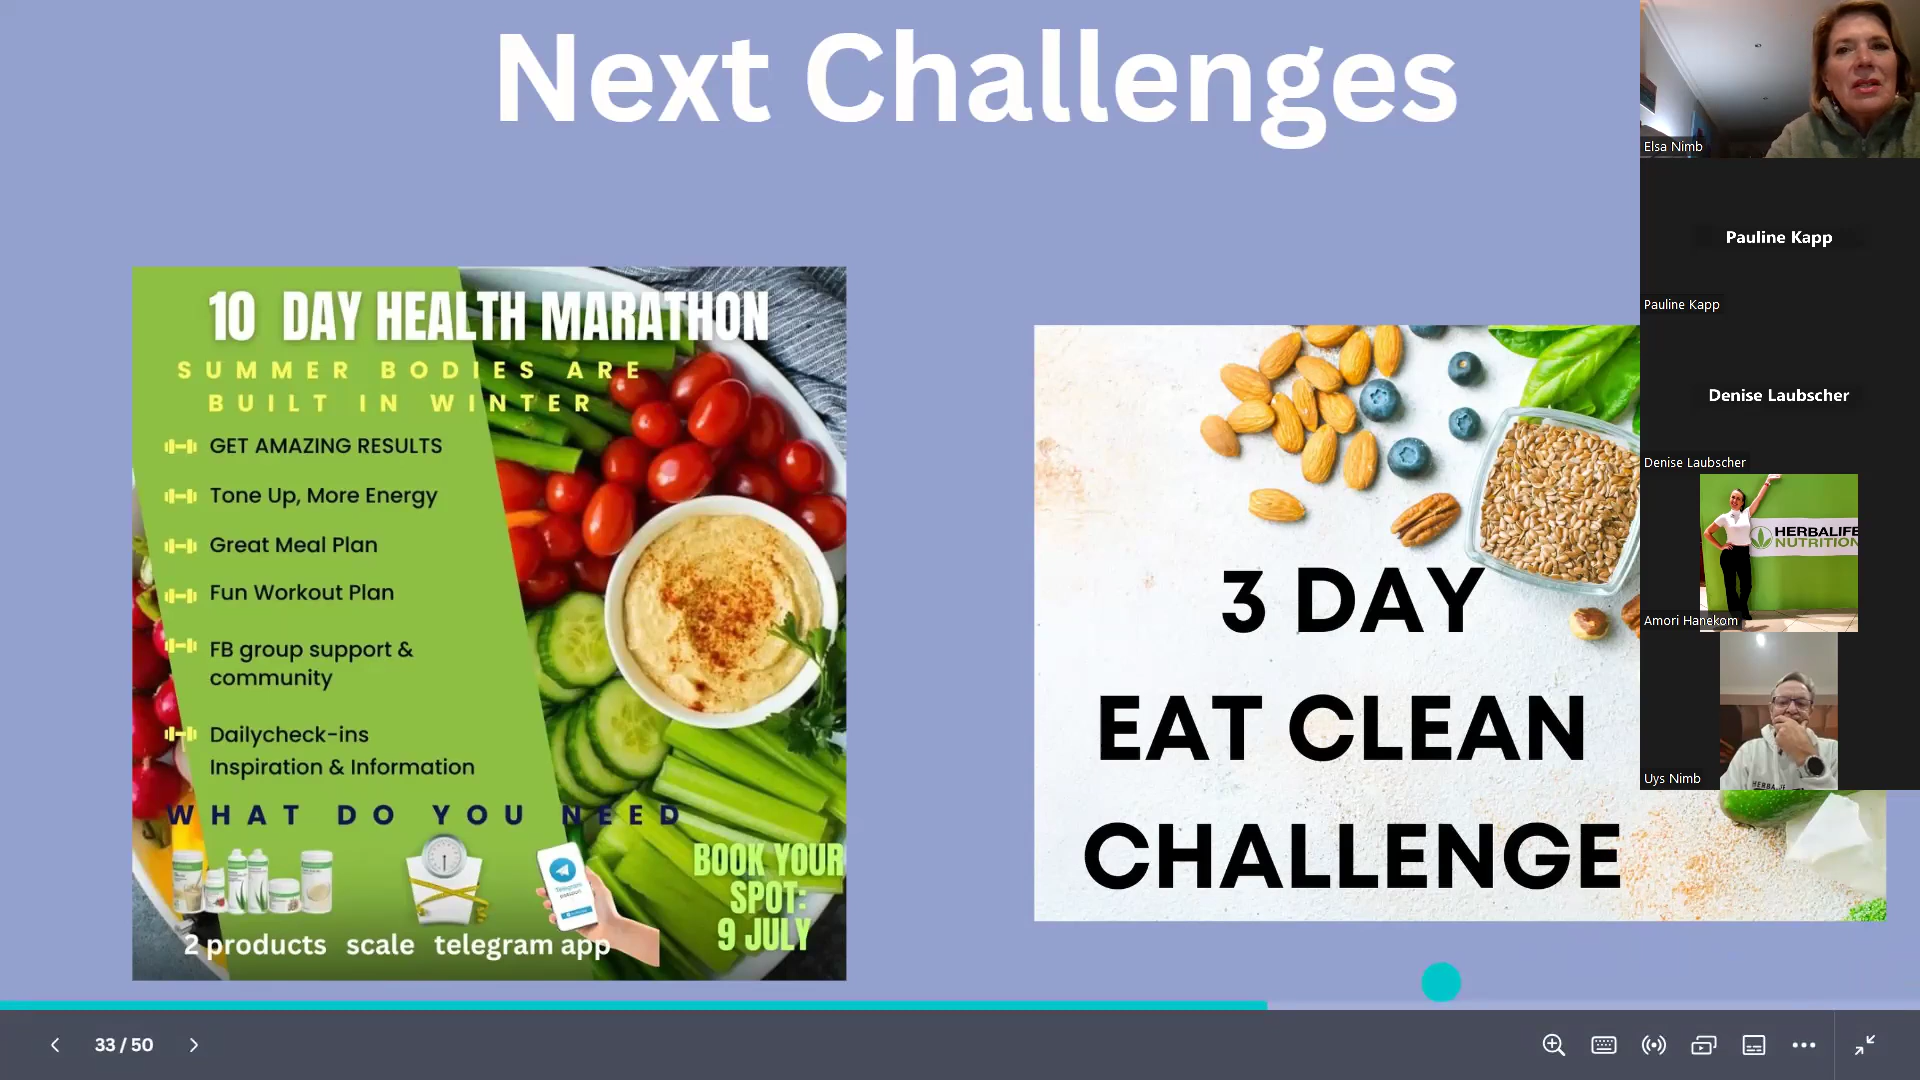 Next Challenges
10 DAY HEALTH MARATHON
SUMMER BODIES ARE
BUILT IN WINTER
GET AMAZING RESULTS
Tone Up, More Energy
Great Meal Plan
Fun Workout Plan
FB group support &
community
Dailycheck-ins
Inspiration & Information
WHAT DO YOU NEED
Telegram
BOOK YOUR
SPOT:
9 JULY
2 products scale telegram app
3 DAY
EAT CLEAN
CHALLENGE
Elsa Nimb
Pauline Kapp
Pauline Kapp
Denise Laubscher
Denise Laubscher
HERBALIFE
NUTRITION
Amori Hanekom
Uys Nimb
33 / 50